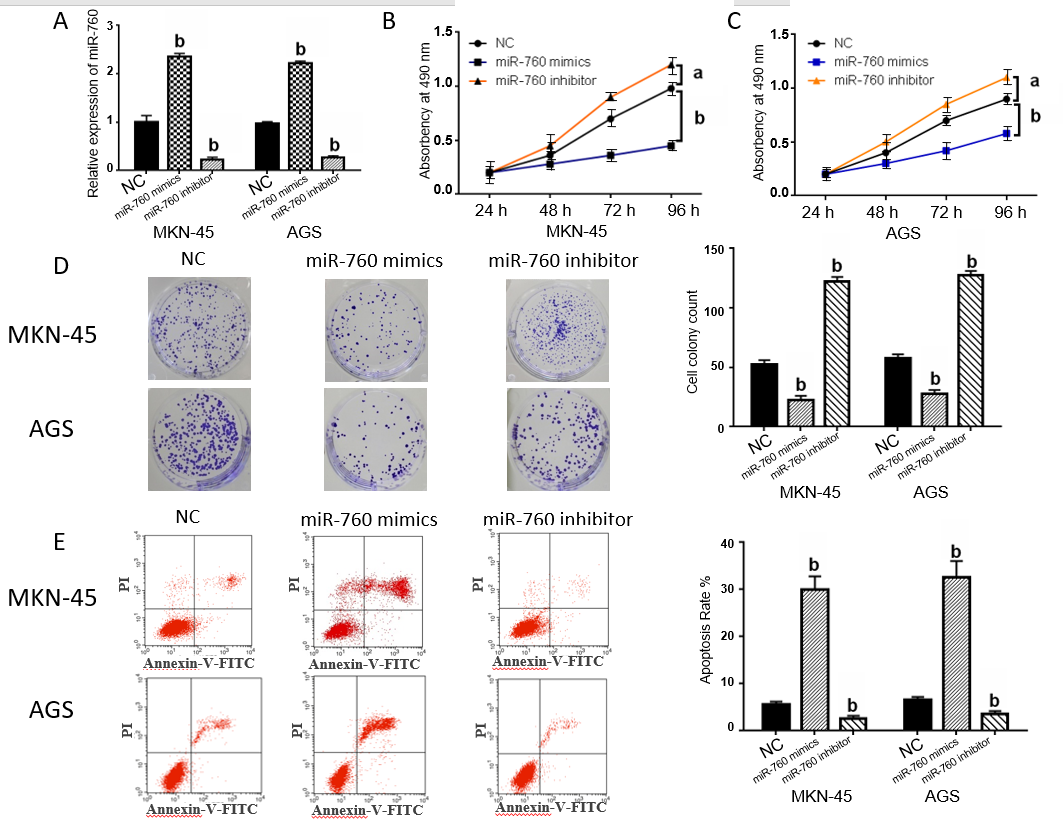 A
Relative expression of miR-760
3
2
1
0
b
b
b
b
NC
miR-760 mimics
miR-760 inhibitor
NC
miR-760 mimics
miR-760 inhibitor
MKN-45
AGS
B
Absorbency at 490 nm
1.5
1.0
0.5
0.0
NC
miR-760 mimics
miR-760 inhibitor
a
b
24 h
48 h
72 h
96 h
MKN-45
C
Absorbency at 490 nm
1.5
1.0
0.5
0.0
NC
miR-760 mimics
miR-760 inhibitor
a
b
24 h
48 h
72 h
96 h
AGS
D
NC
miR-760 mimics
miR-760 inhibitor
MKN-45
AGS
Cell colony count
150
100
50
0
b
b
b
b
NC
miR-760 mimics
miR-760 inhibitor
NC
miR-760 mimics
miR-760 inhibitor
MKN-45
AGS
E
NC
miR-760 mimics
miR-760 inhibitor
MKN-45
PI
Annexin-V-FITC
PI
Annexin-V-FITC
PI
Annexin-V-FITC
AGS
PI
Annexin-V-FITC
PI
Annexin-V-FITC
PI
Annexin-V-FITC
Apoptosis Rate %
40
30
20
10
0
b
b
b
b
NC
miR-760 mimics
miR-760 inhibitor
NC
miR-760 mimics
miR-760 inhibitor
MKN-45
AGS